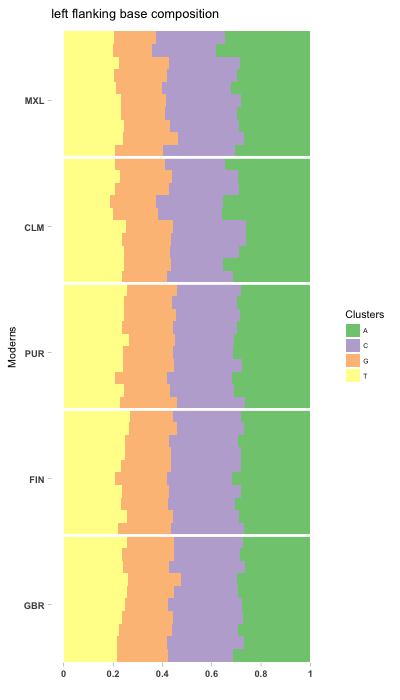 left flanking base composition
Moderns
MXL
CLM
PUR
FIN
GBR
0 0.2 0.4 0.6 0.8 1
Clusters
A
C
G
T